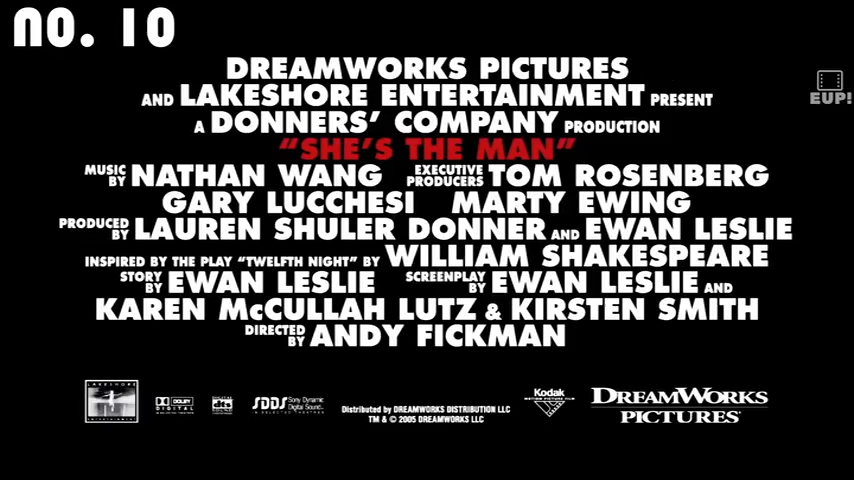 NO. 10
EUP!
DREAMWORKS PICTURES
AND LAKESHORE ENTERTAINMENT PRESENT
A DONNERS' COMPANY PRODUCTION
"SHE'S THE MAN"
MUSIC BY NATHAN WANG EXECUTIVE PRODUCERS TOM ROSENBERG
GARY LUCCHESI MARTY EWING
PRODUCED BY LAUREN SHULER DONNER AND EWAN LESLIE
INSPIRED BY THE PLAY "TWELFTH NIGHT" BY WILLIAM SHAKESPEARE
STORY BY EWAN LESLIE SCREENPLAY BY EWAN LESLIE AND
KAREN McCULLAH LUTZ & KIRSTEN SMITH
DIRECTED BY ANDY FICKMAN
LAKESHORE
ENTERTAINMENT
DOLBY
DIGITAL
dts
SDDS Sony Dynamic
Digital Sound
Distributed by DREAMWORKS DISTRIBUTION LLC
TM & © 2005 DREAMWORKS LLC
Kodak
DREAMWORKS
PICTURES